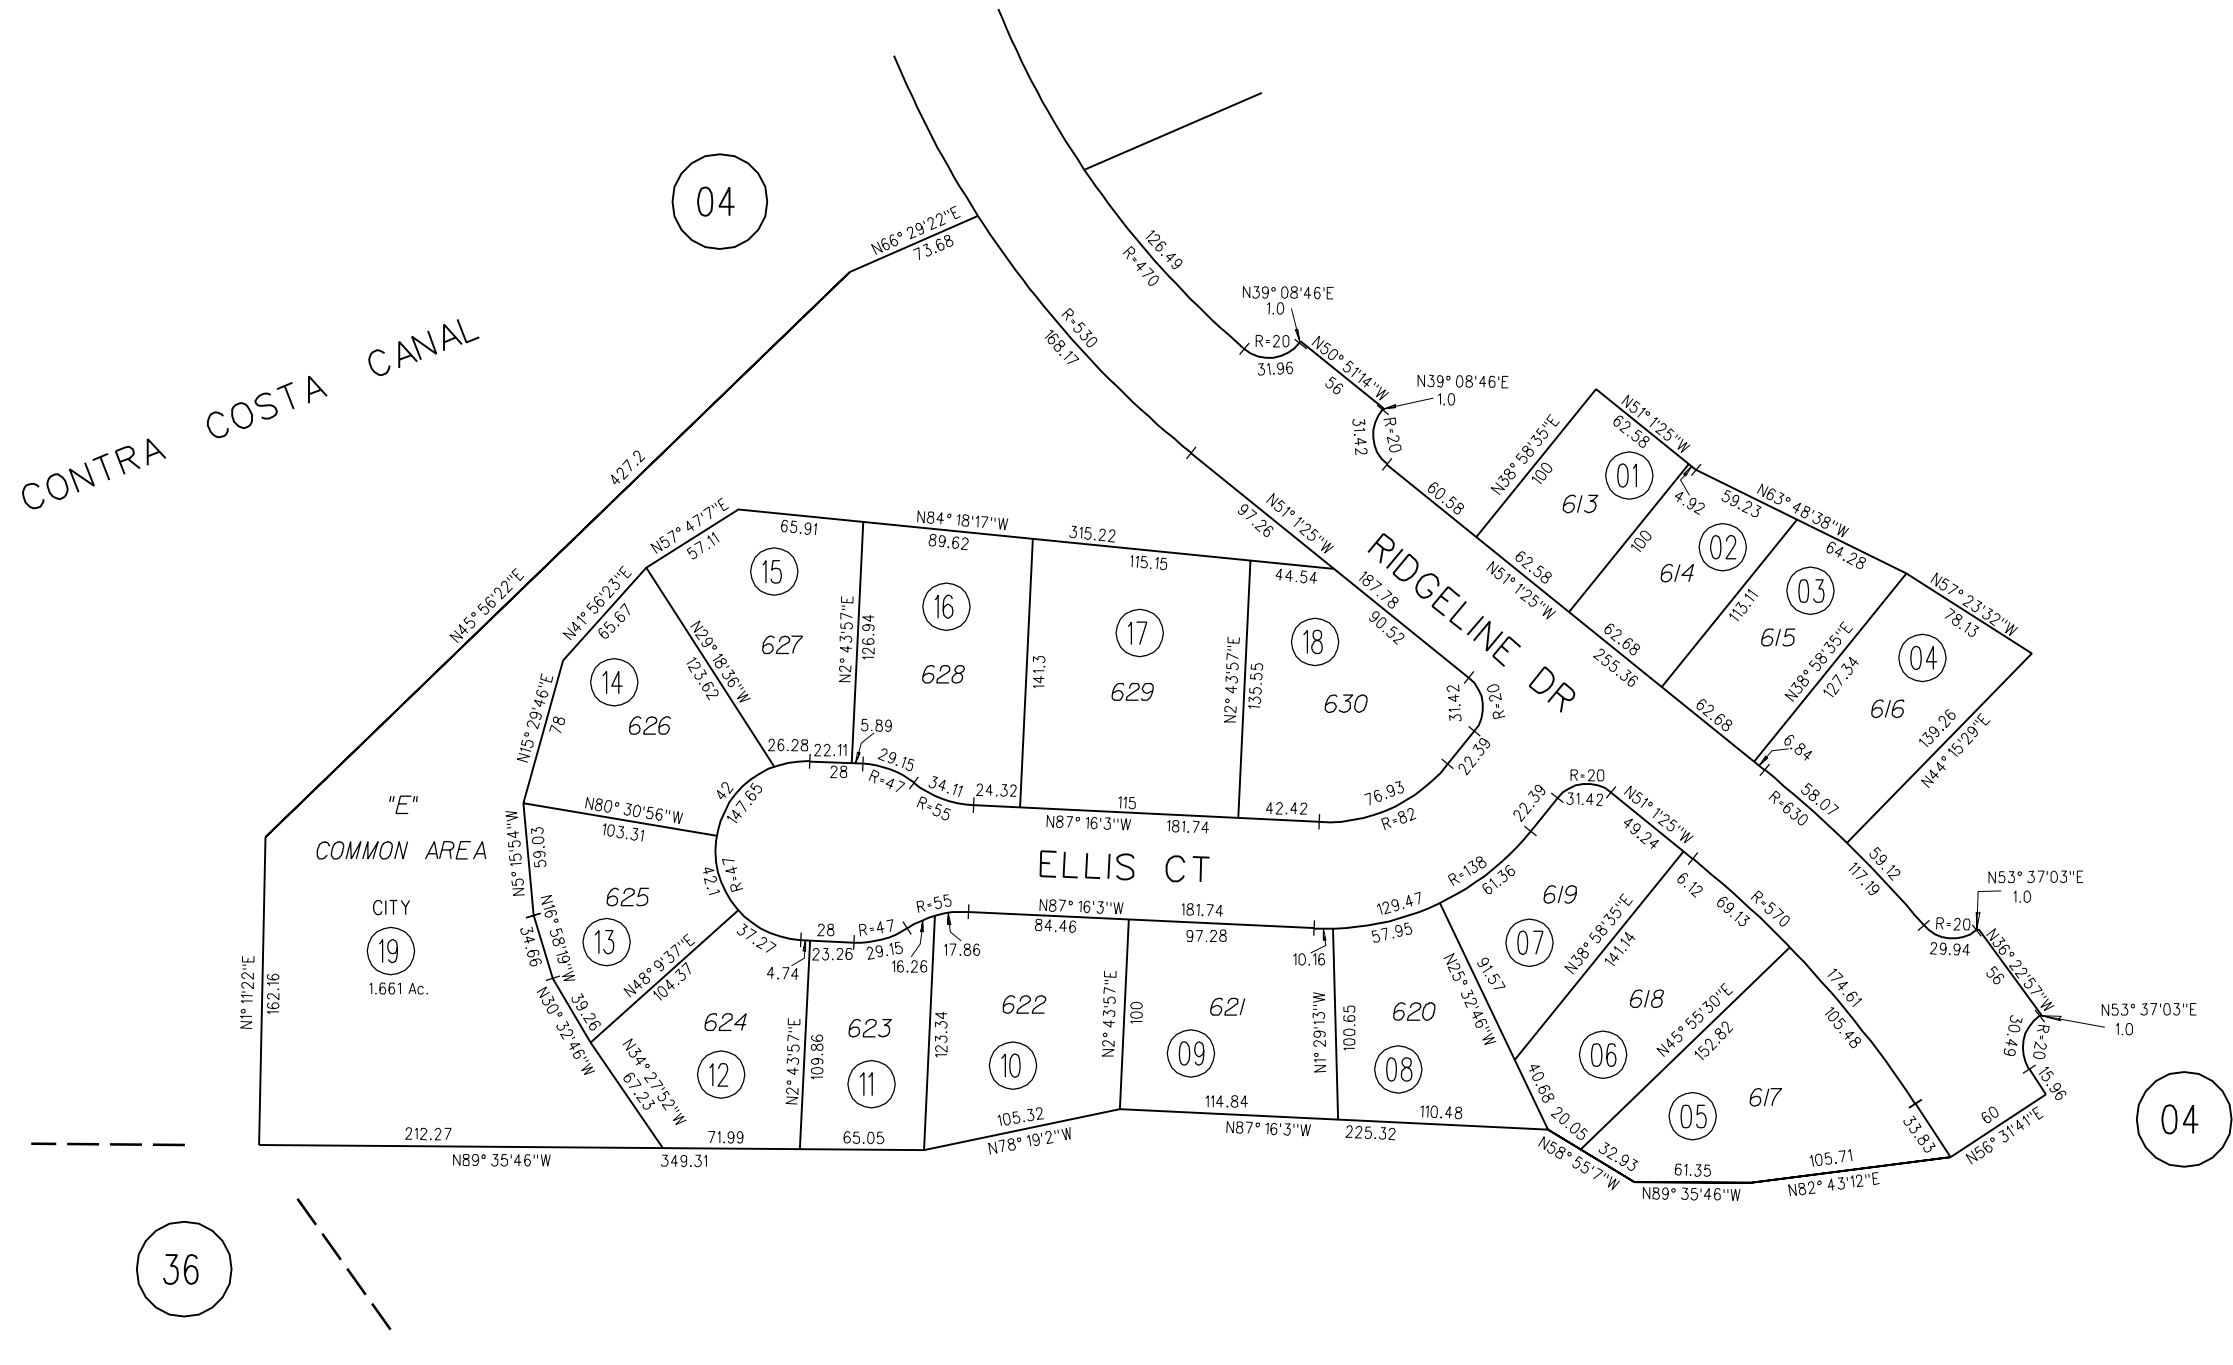 04
N66° 29'22"E
73.68
126.49
R=470
CONTRA COSTA CANAL
R=530
168.17
N39° 08'46'E
1.0
R=20
31.96
N50° 51'14"W
56
N39° 08'46'E
1.0
R=20
31.42
427.2
N45° 56'22"E
N51° 1'25"W
97.26
60.58
N38° 58'35"E
100
N51° 1'25"W
62.58
01
613
4.92
N63° 48'38"W
59.23
64.28
100
02
614
62.58
N51° 1'25"W
113.11
03
615
62.68
255.36
N38° 58'35"E
127.34
N57° 23'32"W
78.13
04
616
62.68
6.84
139.26
N44° 15'29"E
58.07
R=630
RIDGELINE DR
N57° 47'7"E
57.11
65.91
N84° 18'17"W
89.62
315.22
115.15
44.54
187.78
90.52
N41° 56'23"E
65.67
15
627
N29° 18'36"W
123.62
N2° 43'57"E
126.94
16
628
141.3
17
629
N2° 43'57"E
135.55
18
630
31.42
R=20
22.39
N15° 29'46"E
78
14
626
26.28
22.11
28
5.89
29.15
R=47
34.11
R=55
24.32
115
N87° 16'3"W
181.74
42.42
76.93
R=82
42
147.65
N80° 30'56"W
103.31
"E"
COMMON AREA
CITY
19
1.661 Ac.
N5° 15'54"W
59.03
R=47
42.1
625
13
N16° 58'19"W
34.66
ELLIS CT
R=20
31.42
22.39
N51° 1'25"W
49.24
R=138
61.36
129.47
57.95
59.12
117.19
N53° 37'03"E
1.0
R=20
29.94
N36° 22'57"W
56
N53° 37'03"E
1.0
30.49
R=20
15.96
37.27
28
R=47
R=55
4.74
23.26
29.15
16.26
17.86
N87° 16'3"W
181.74
84.46
97.28
10.16
N1° 11'22"E
162.16
N48° 9'37"E
104.37
39.26
N30° 32'46"W
624
12
N34° 27'52"W
67.23
N2° 43'57"E
109.86
623
11
123.34
622
10
N2° 43'57"E
100
621
09
N1° 29'13"W
100.65
620
08
91.57
N25° 32'46"W
619
07
N38° 58'35"E
141.14
6.12
69.13
R=570
618
06
N45° 55'30"E
152.82
174.61
105.48
617
05
33.83
60
N56° 31'41"E
04
212.27
N89° 35'46"W
349.31
71.99
65.05
105.32
N78° 19'2"W
114.84
N87° 16'3"W
225.32
110.48
40.68
20.05
N58° 55'7"W
32.93
61.35
N89° 35'46"W
105.71
N82° 43'12"E
36